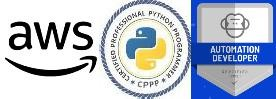 aws
CERTIFIED PROFESSIONAL PYTHON PROGRAMMER
CPPP
AUTOMATION
DEVELOPER